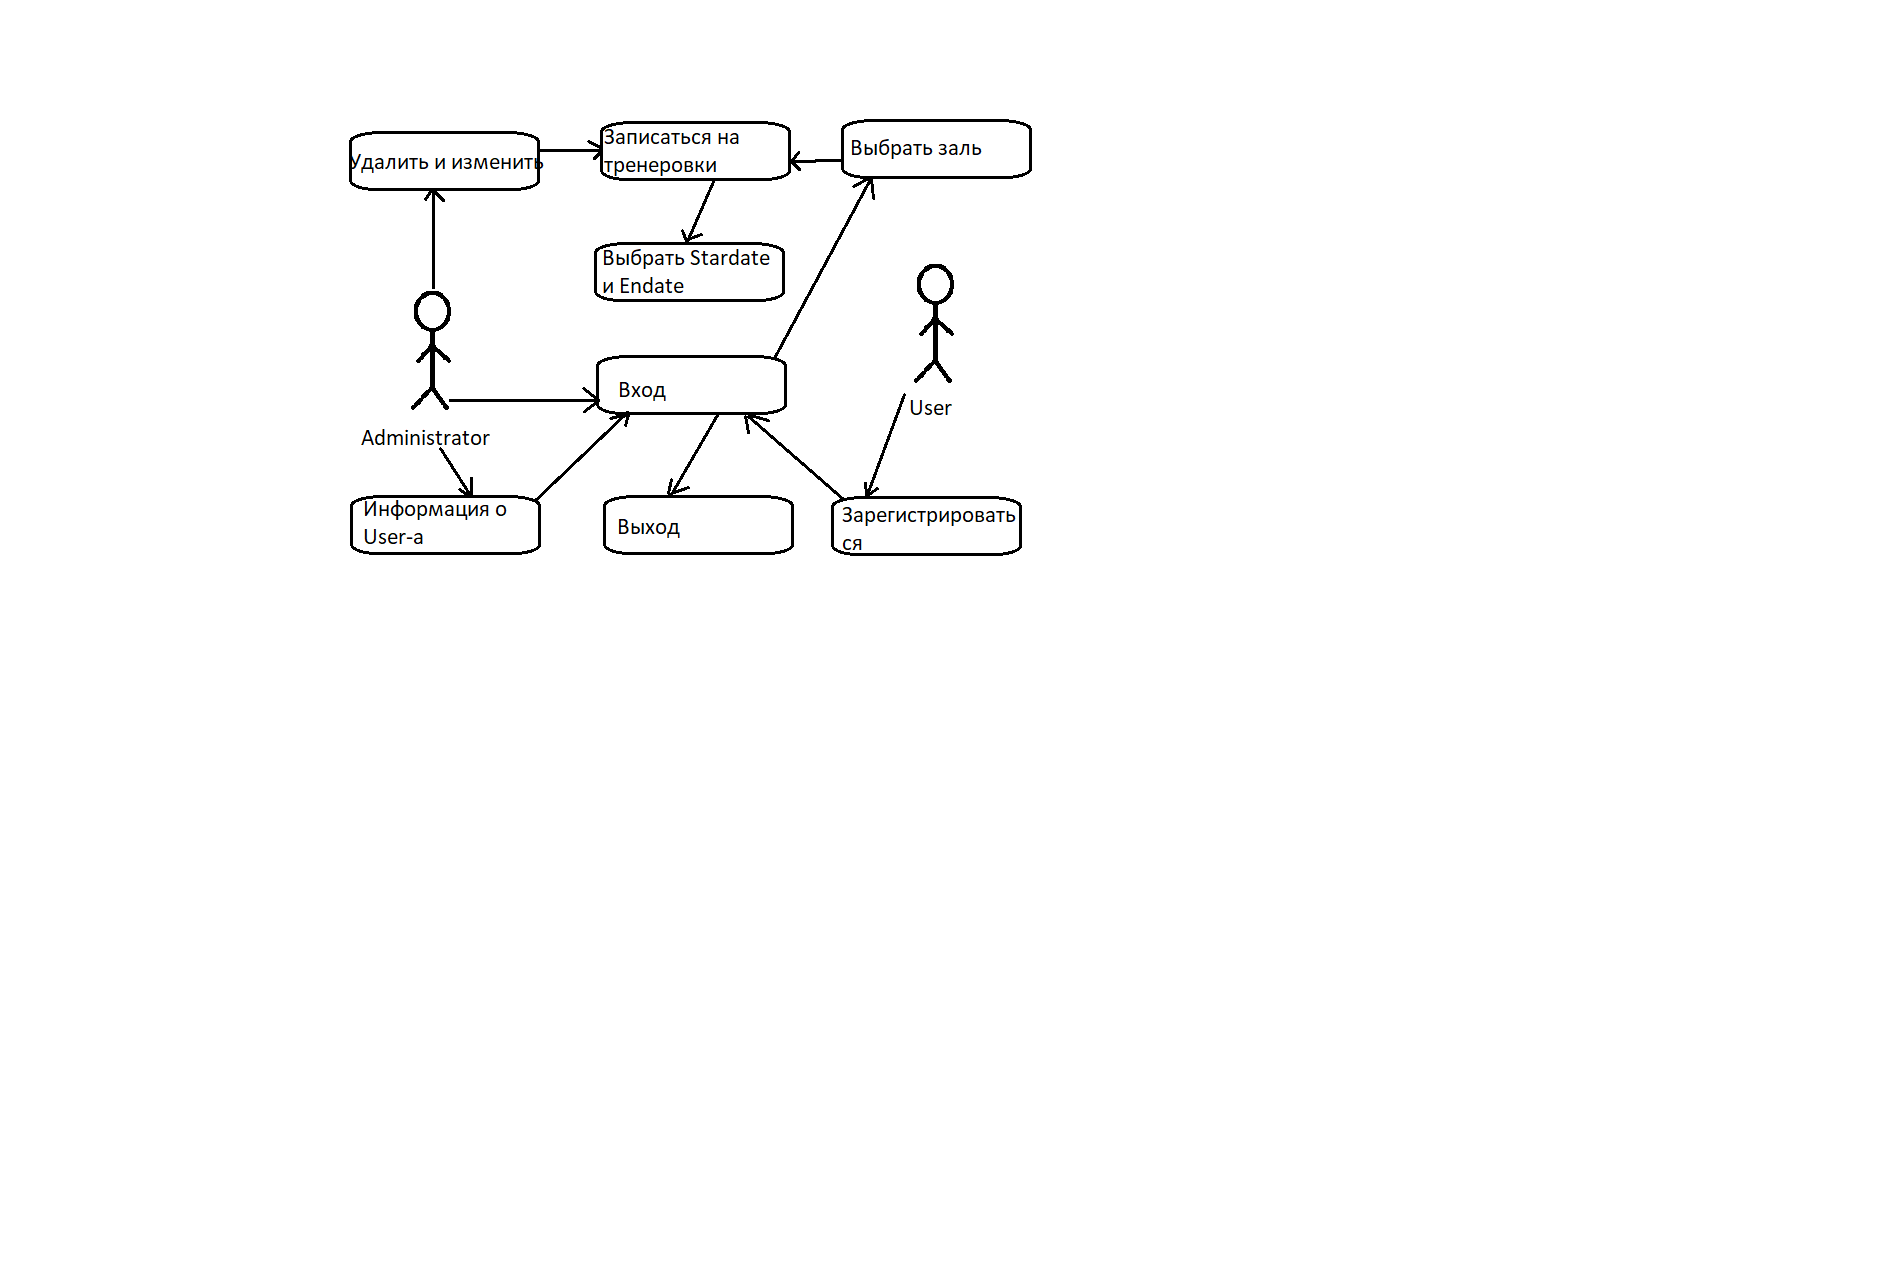 Удалить и изменить
Записаться на
тренеровки
Выбрать заль
Выбрать Stardate
и Endate
Вход
User
Administrator
Информация о
User-а
Выход
Зарегистрировать
ся